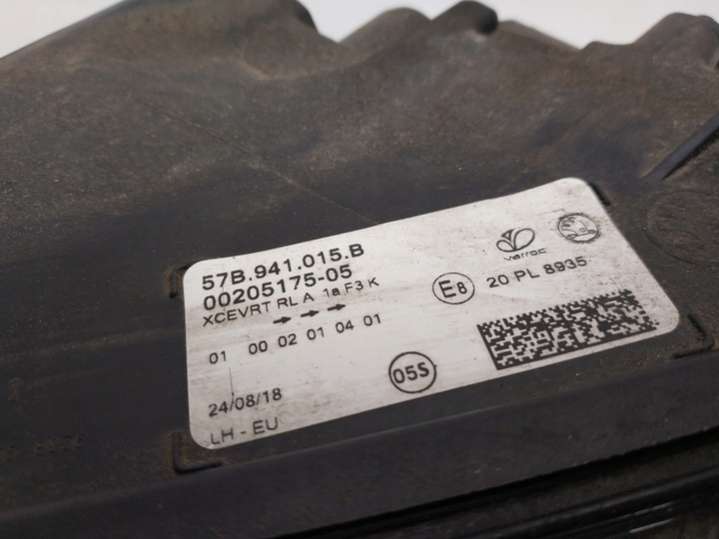 57B.941.015.B
00205175-05
XCEVRT RL A 1a F3 K
01 00 02 01 04 01
24/08/18
LH - EU
05S
E8
20 PL 8935
varroc